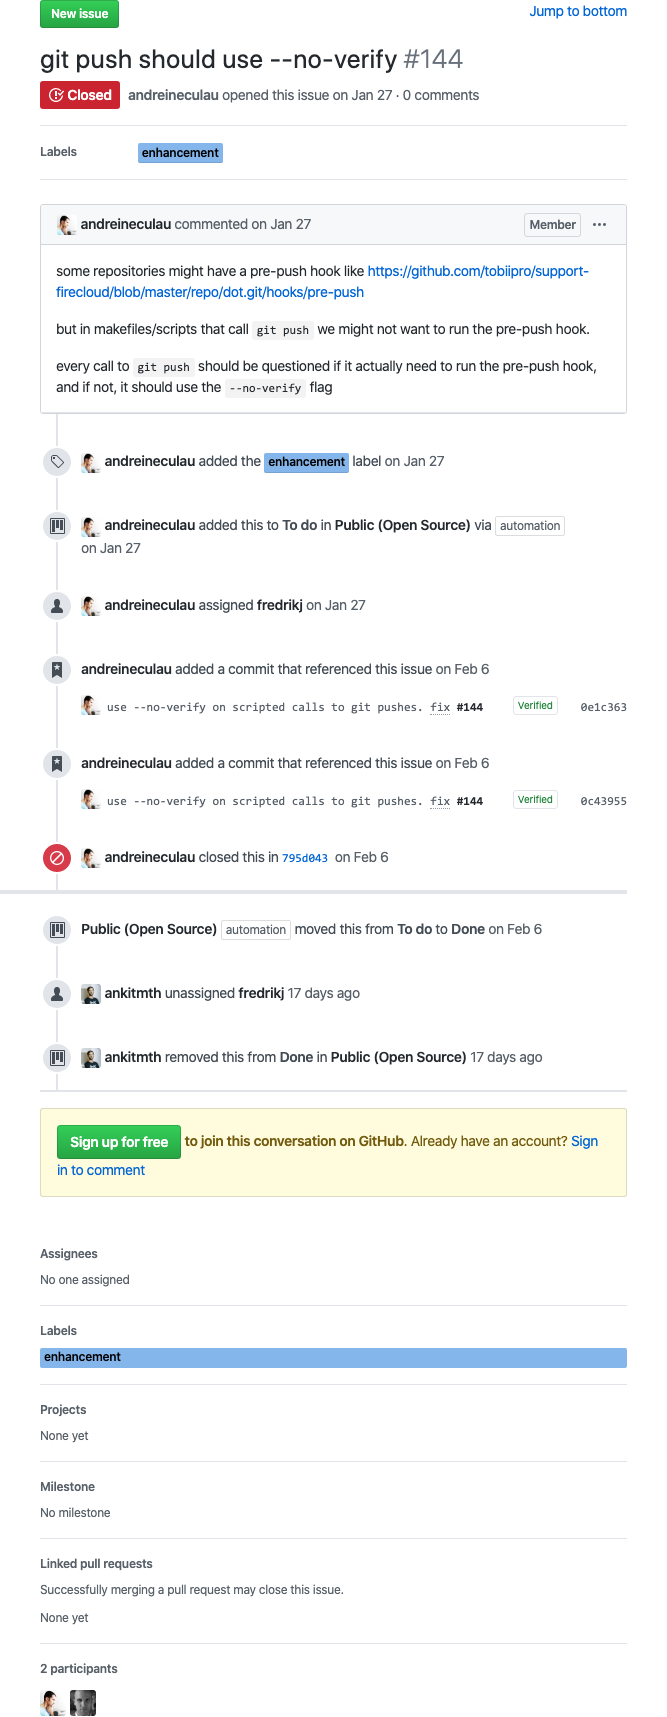 New issue
Jump to bottom
git push should use --no-verify #144
Closed
andreineculau opened this issue on Jan 27 · 0 comments
Labels
enhancement
andreineculau commented on Jan 27
Member
some repositories might have a pre-push hook like https://github.com/tobiipro/support-
firecloud/blob/master/repo/dot.git/hooks/pre-push
but in makefiles/scripts that call git push we might not want to run the pre-push hook.
every call to git push should be questioned if it actually need to run the pre-push hook,
and if not, it should use the --no-verify flag
andreineculau added the enhancement label on Jan 27
andreineculau added this to To do in Public (Open Source) via automation
on Jan 27
andreineculau assigned fredrikj on Jan 27
andreineculau added a commit that referenced this issue on Feb 6
use --no-verify on scripted calls to git pushes. fix #144 Verified 0e1c363
andreineculau added a commit that referenced this issue on Feb 6
use --no-verify on scripted calls to git pushes. fix #144 Verified 0c43955
andreineculau closed this in 795d043 on Feb 6
Public (Open Source) automation moved this from To do to Done on Feb 6
ankitmth unassigned fredrikj 17 days ago
ankitmth removed this from Done in Public (Open Source) 17 days ago
Sign up for free to join this conversation on GitHub. Already have an account? Sign
in to comment
Assignees
No one assigned
Labels
enhancement
Projects
None yet
Milestone
No milestone
Linked pull requests
Successfully merging a pull request may close this issue.
None yet
2 participants